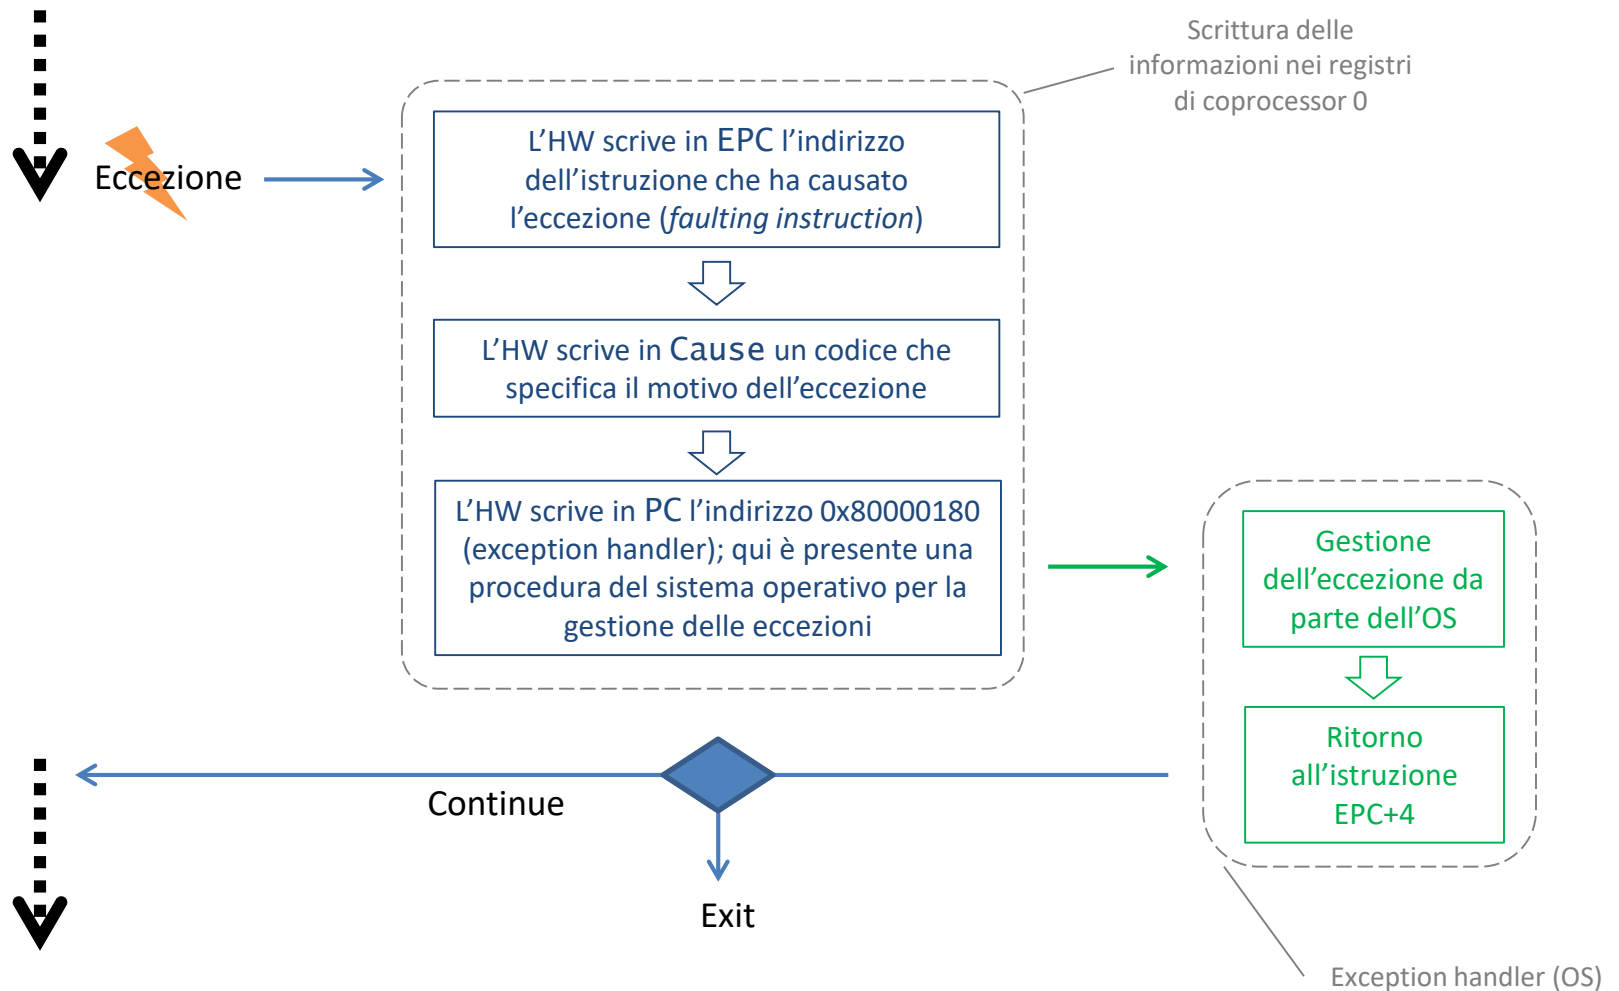 Scrittura delle
informazioni nei registri
di coprocessor 0
Eccezione
L'HW scrive in EPC l'indirizzo
dell'istruzione che ha causato
l'eccezione (faulting instruction)
L'HW scrive in Cause un codice che
specifica il motivo dell'eccezione
L'HW scrive in PC l'indirizzo 0x80000180
(exception handler); qui è presente una
procedura del sistema operativo per la
gestione delle eccezioni
Gestione
dell'eccezione da
parte dell'OS
Ritorno
all'istruzione
EPC+4
Continue
Exit
Exception handler (OS)